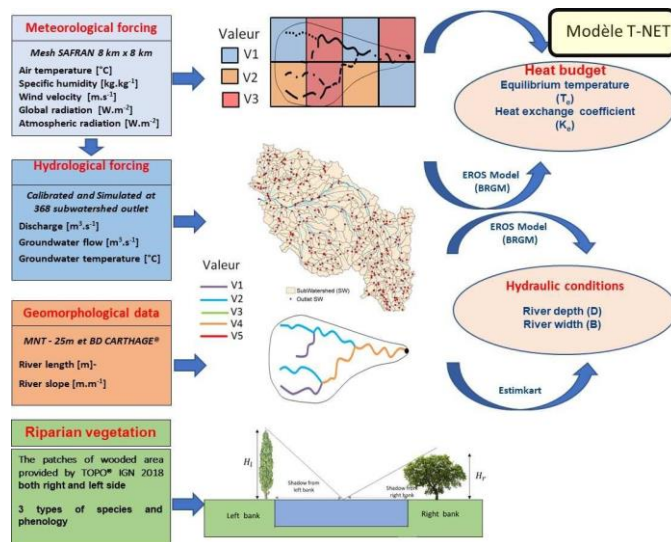 Meteorological forcing
Mesh SAFRAN 8 km x 8 km
Air temperature [°C]
Specific humidity [kg.kg⁻¹]
Wind velocity [m.s⁻¹]
Global radiation [W.m⁻²]
Atmospheric radiation [W.m⁻²]
Valeur
V1
V2
V3
Modèle T-NET
Heat budget
Equilibrium temperature
(Tₑ)
Heat exchange coefficient
(Kₑ)
Hydrological forcing
Calibrated and Simulated at
368 subwatershed outlet
Discharge [m³.s⁻¹]
Groundwater flow [m³.s⁻¹]
Groundwater temperature [°C]
SubWatershed (SW)
Outlet SW
EROS Model
(BRGM)
EROS Model
(BRGM)
Hydraulic conditions
River depth (D)
River width (B)
Estimkart
Geomorphological data
MNT - 25m et BD CARTHAGE®
River length [m]-
River slope [m.m⁻¹]
Valeur
V1
V2
V3
V4
V5
Riparian vegetation
The patches of wooded area
provided by TOPO® IGN 2018
both right and left side
3 types of species and
phenology
Hₗ
Shadow from
left bank
Shadow from
right bank
Hᵣ
Left bank
Right bank